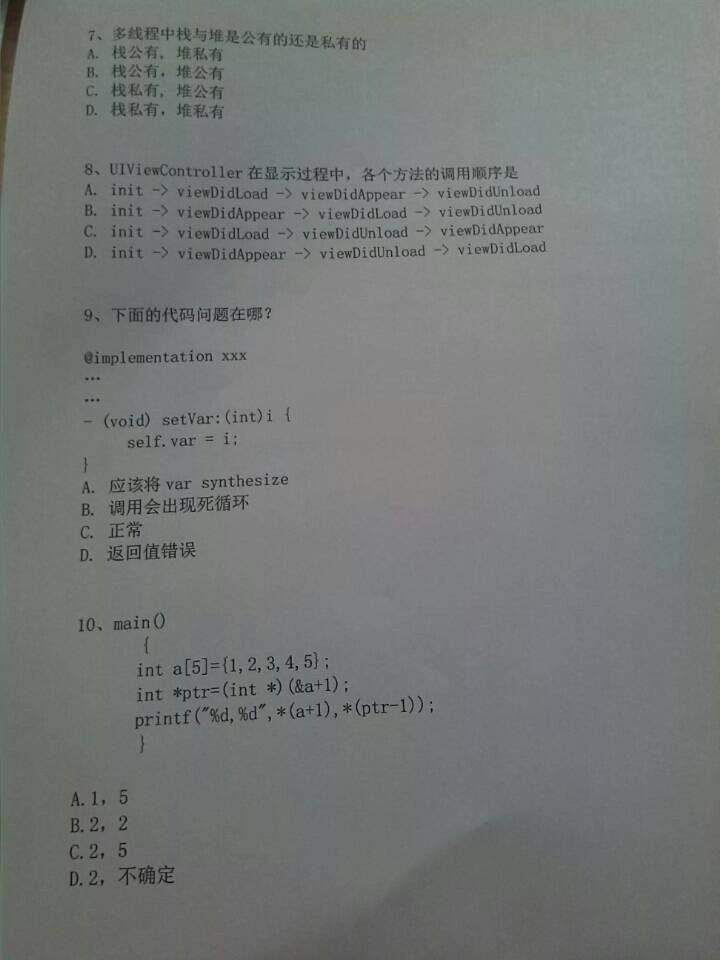 7、多线程中栈与堆是公有的还是私有的
A. 栈公有, 堆私有
B. 栈公有，堆公有
C. 栈私有, 堆公有
D. 栈私有，堆私有
8、UIViewController 在显示过程中，各个方法的调用顺序是
A. init -> viewDidLoad -> viewDidAppear -> viewDidUnload
B. init -> viewDidAppear -> viewDidLoad -> viewDidUnload
C. init -> viewDidLoad -> viewDidUnload -> viewDidAppear
D. init -> viewDidAppear -> viewDidUnload -> viewDidLoad
9、下面的代码问题在哪？
@implementation xxx
…
…
- (void) setVar:(int)i {
self.var = i;
}
A. 应该将 var synthesize
B. 调用会出现死循环
C. 正常
D. 返回值错误
10、main()
{
int a[5]={1,2,3,4,5};
int *ptr=(int *)(&a+1);
printf("%d,%d",*(a+1),*(ptr-1));
}
A.1，5
B.2，2
C.2，5
D.2，不确定